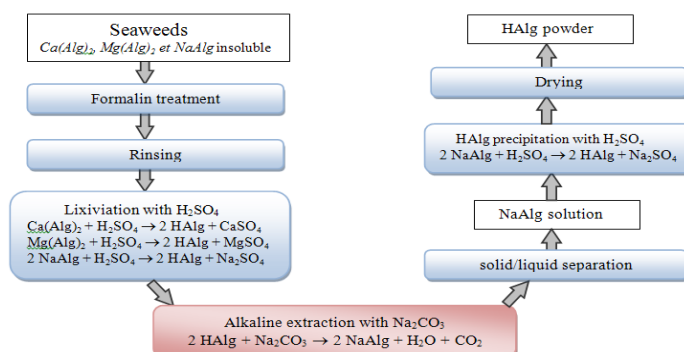 Seaweeds
Ca(Alg)₂, Mg(Alg)₂ et NaAlg insoluble
Formalin treatment
Rinsing
Lixiviation with H₂SO₄
Ca(Alg)₂ + H₂SO₄ → 2 HAlg + CaSO₄
Mg(Alg)₂ + H₂SO₄ → 2 HAlg + MgSO₄
2 NaAlg + H₂SO₄ → 2 HAlg + Na₂SO₄
Alkaline extraction with Na₂CO₃
2 HAlg + Na₂CO₃ → 2 NaAlg + H₂O + CO₂
solid/liquid separation
NaAlg solution
HAlg precipitation with H₂SO₄
2 NaAlg + H₂SO₄ → 2 HAlg + Na₂SO₄
Drying
HAlg powder